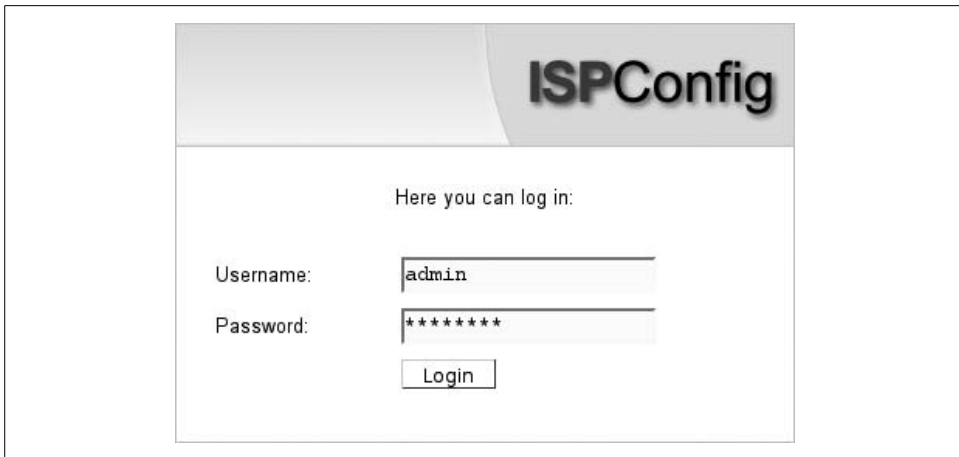 ISPConfig
Here you can log in:
Username: admin
Password: ********
Login